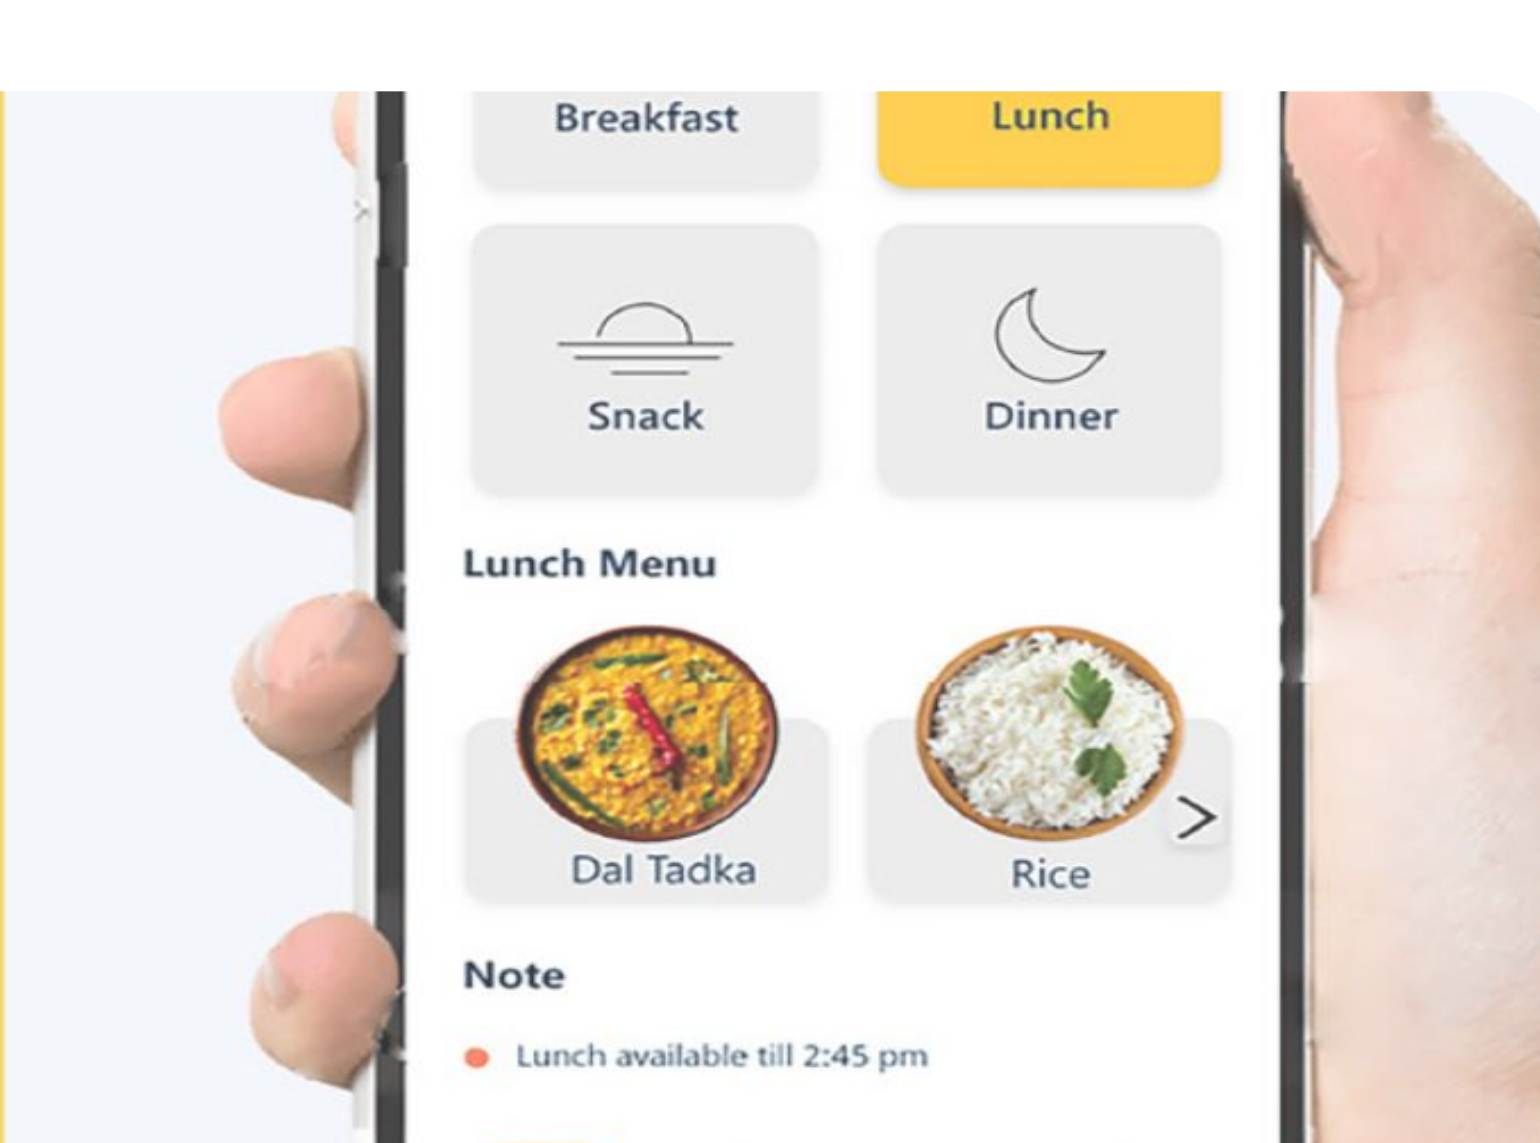 Breakfast
Lunch
Snack
Dinner
Lunch Menu
Dal Tadka
Rice
Note
Lunch available till 2:45 pm